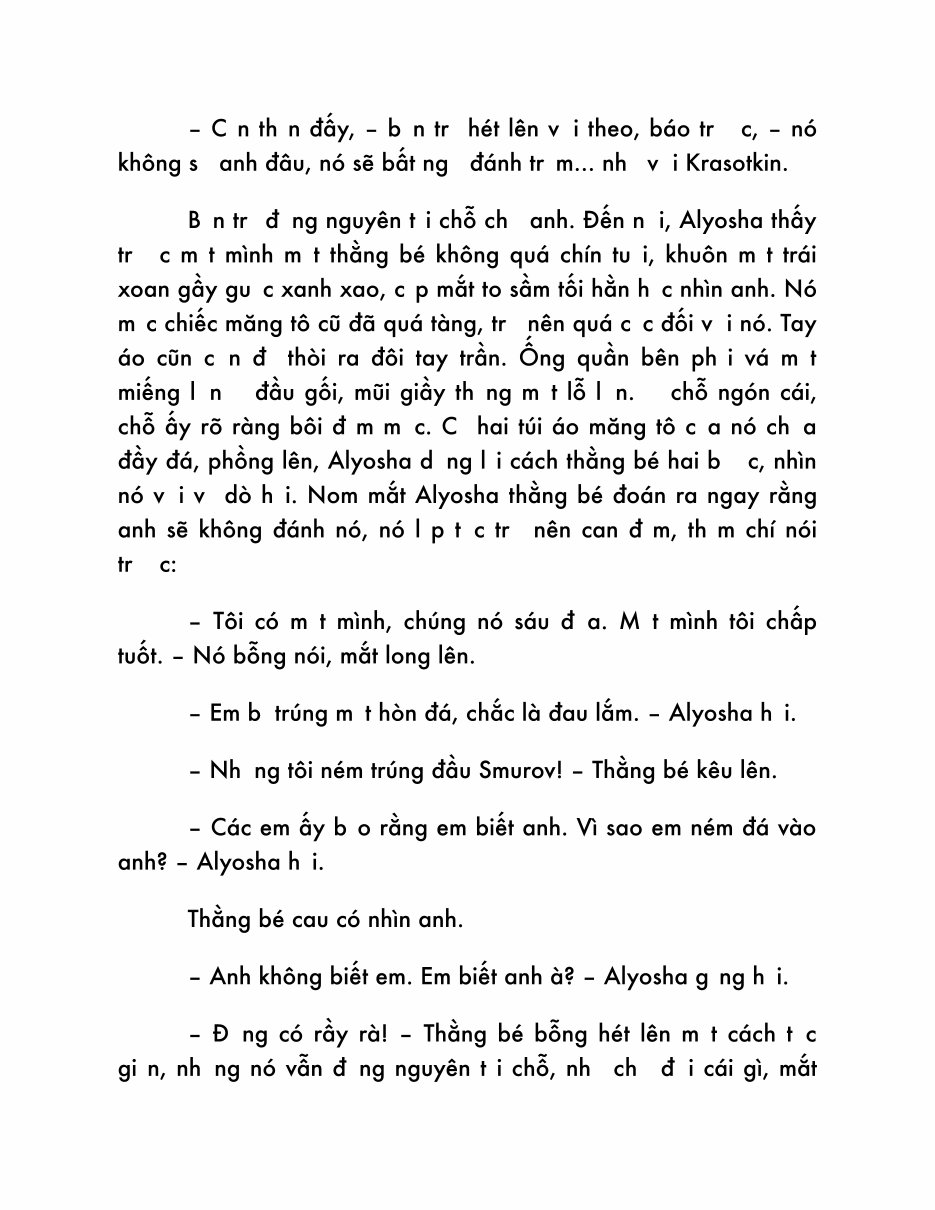 – C n th n đấy, – b n tr  hét lên v i theo, báo tr  c, – nó
không s  anh đâu, nó sẽ bất ng  đánh tr m... nh  v i Krasotkin.
B n tr  đ ng nguyên t i chỗ ch  anh. Đến n i, Alyosha thấy
tr  c m t mình m t thằng bé không quá chín tu i, khuôn m t trái
xoan gầy gu c xanh xao, c p mắt to sầm tối hằn h c nhìn anh. Nó
m c chiếc măng tô cũ đã quá tàng, tr  nên quá c c đối v i nó. Tay
áo cũn c n đ  thòi ra đôi tay trần. Ống quần bên ph i vá m t
miếng l n  đầu gối, mũi giầy th ng m t lỗ l n.  chỗ ngón cái,
chỗ ấy rõ ràng bôi đ m m c. C  hai túi áo măng tô c a nó ch a
đầy đá, phồng lên, Alyosha d ng l i cách thằng bé hai b  c, nhìn
nó v i v  dò h i. Nom mắt Alyosha thằng bé đoán ra ngay rằng
anh sẽ không đánh nó, nó l p t c tr  nên can đ m, th m chí nói
tr  c:
– Tôi có m t mình, chúng nó sáu đ a. M t mình tôi chấp
tuốt. – Nó bỗng nói, mắt long lên.
– Em b  trúng m t hòn đá, chắc là đau lắm. – Alyosha h i.
– Nh ng tôi ném trúng đầu Smurov! – Thằng bé kêu lên.
– Các em ấy b o rằng em biết anh. Vì sao em ném đá vào
anh? – Alyosha h i.
Thằng bé cau có nhìn anh.
– Anh không biết em. Em biết anh à? – Alyosha g ng h i.
– Đ ng có rầy rà! – Thằng bé bỗng hét lên m t cách t c
gi n, nh ng nó vẫn đ ng nguyên t i chỗ, nh  ch  đ i cái gì, mắt